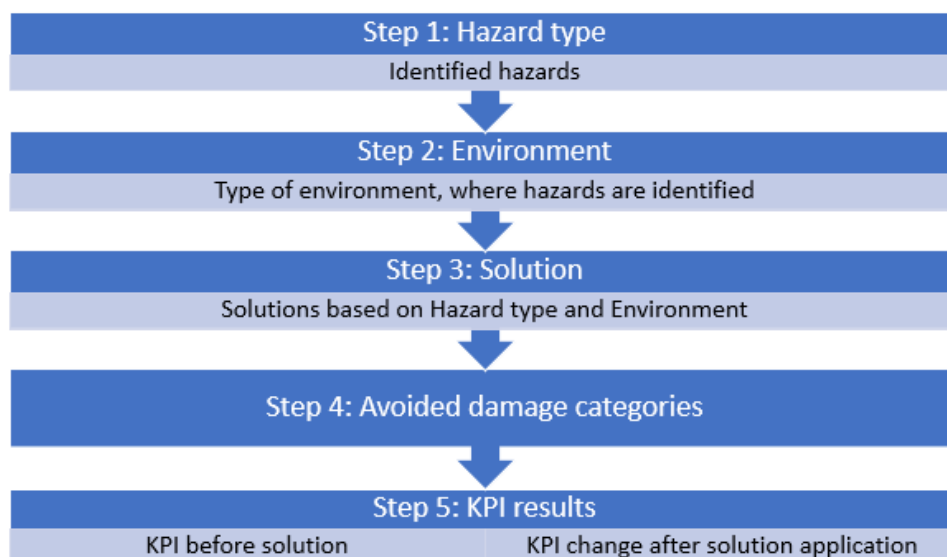 Step 1: Hazard type
Identified hazards
Step 2: Environment
Type of environment, where hazards are identified
Step 3: Solution
Solutions based on Hazard type and Environment
Step 4: Avoided damage categories
Step 5: KPI results
KPI before solution
KPI change after solution application